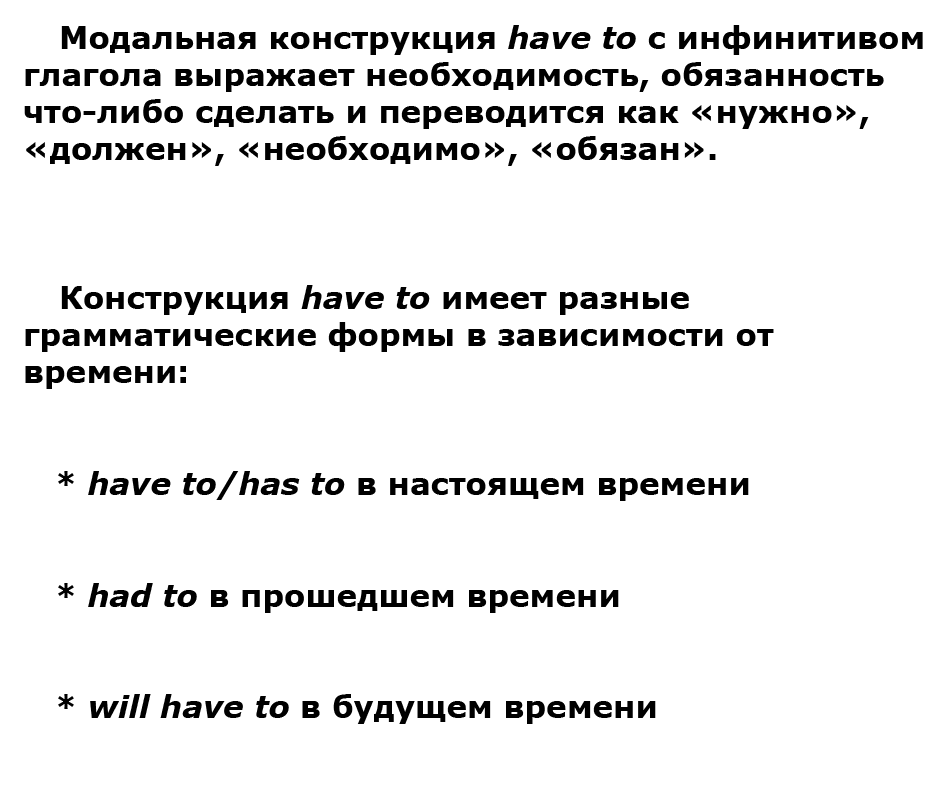 Модальная конструкция have to с инфинитивом
глагола выражает необходимость, обязанность
что-либо сделать и переводится как «нужно»,
«должен», «необходимо», «обязан».
Конструкция have to имеет разные
грамматические формы в зависимости от
времени:
* have to/has to в настоящем времени
* had to в прошедшем времени
* will have to в будущем времени